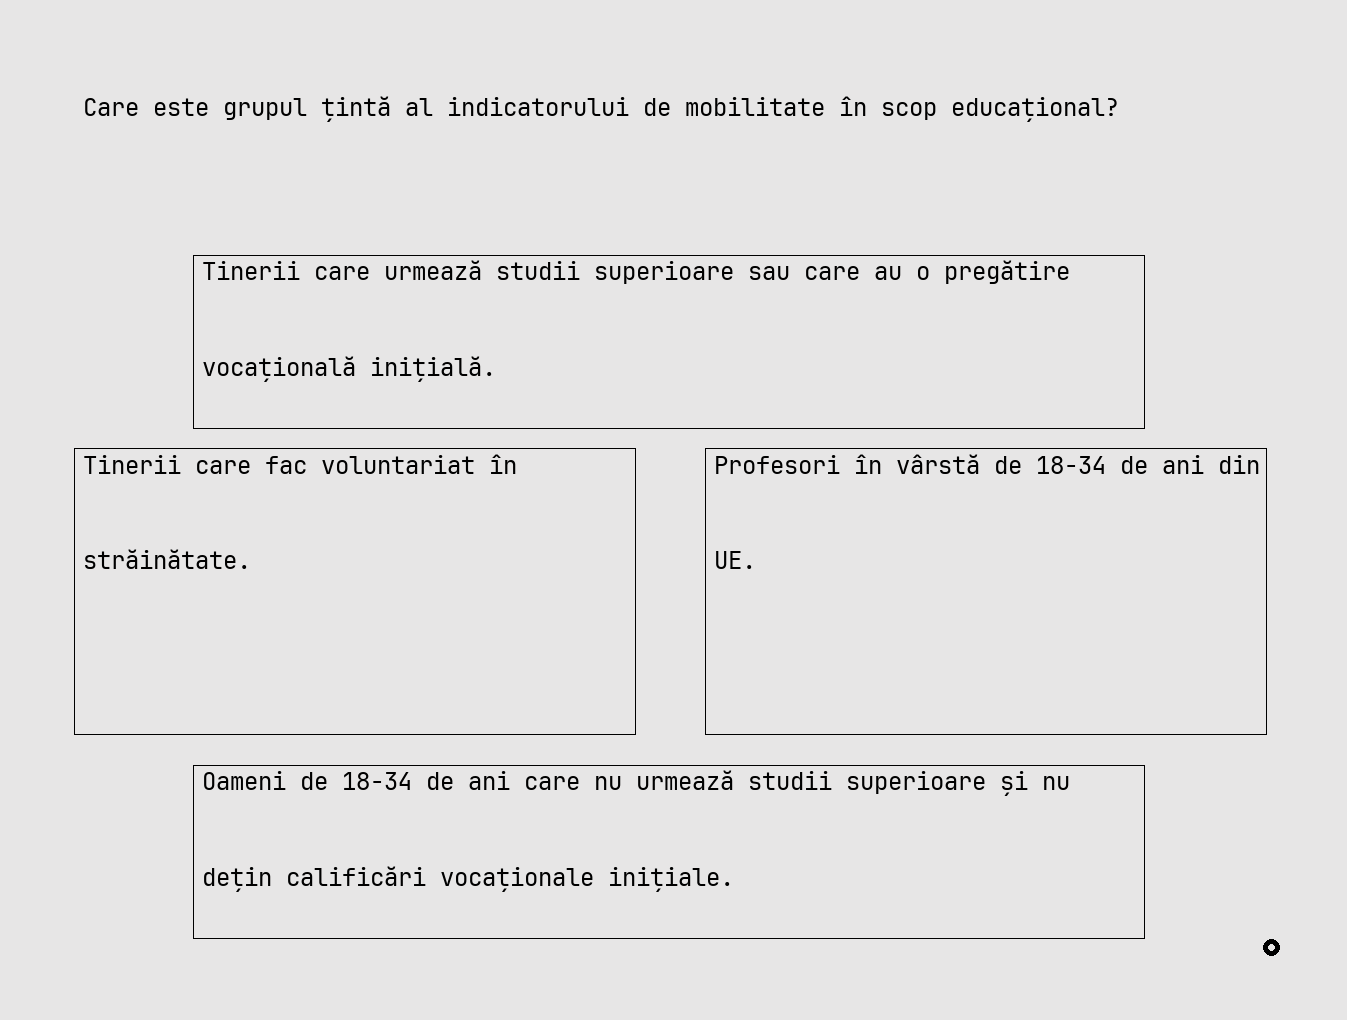 Care este grupul țintă al indicatorului de mobilitate în scop educațional?
Tinerii care urmează studii superioare sau care au o pregătire
vocațională inițială.
Tinerii care fac voluntariat în
străinătate.
Profesori în vârstă de 18-34 de ani din
UE.
Oameni de 18-34 de ani care nu urmează studii superioare și nu
dețin calificări vocaționale inițiale.